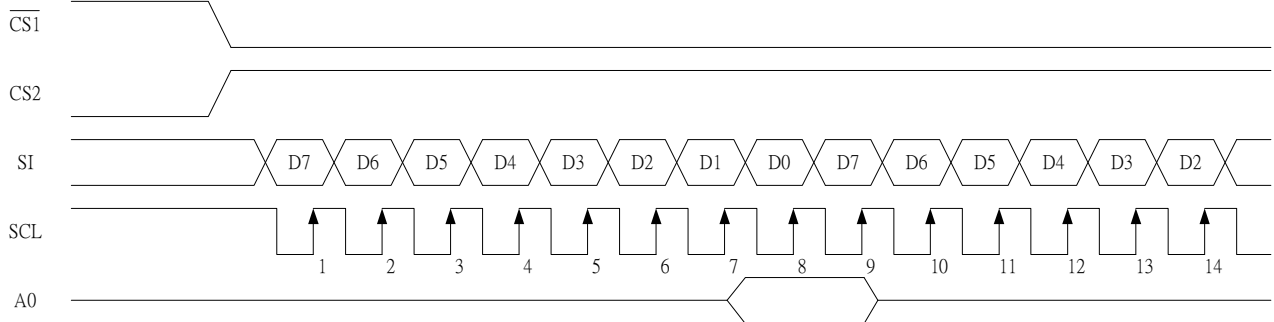 CS1
CS2
SI D7 D6 D5 D4 D3 D2 D1 D0 D7 D6 D5 D4 D3 D2
SCL
1 2 3 4 5 6 7 8 9 10 11 12 13 14
A0